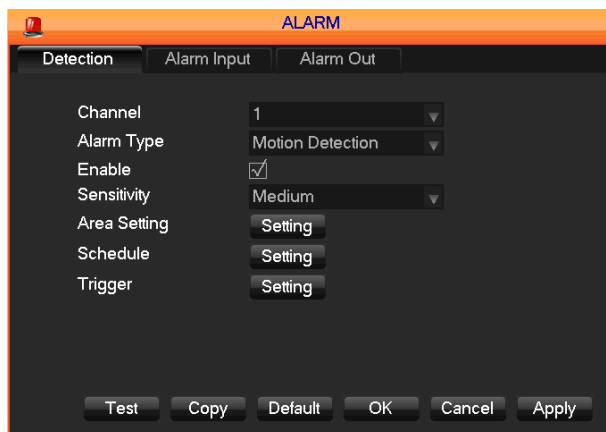 ALARM
Detection Alarm Input Alarm Out
Channel 1
Alarm Type Motion Detection
Enable
Sensitivity Medium
Area Setting Setting
Schedule Setting
Trigger Setting
Test Copy Default OK Cancel Apply